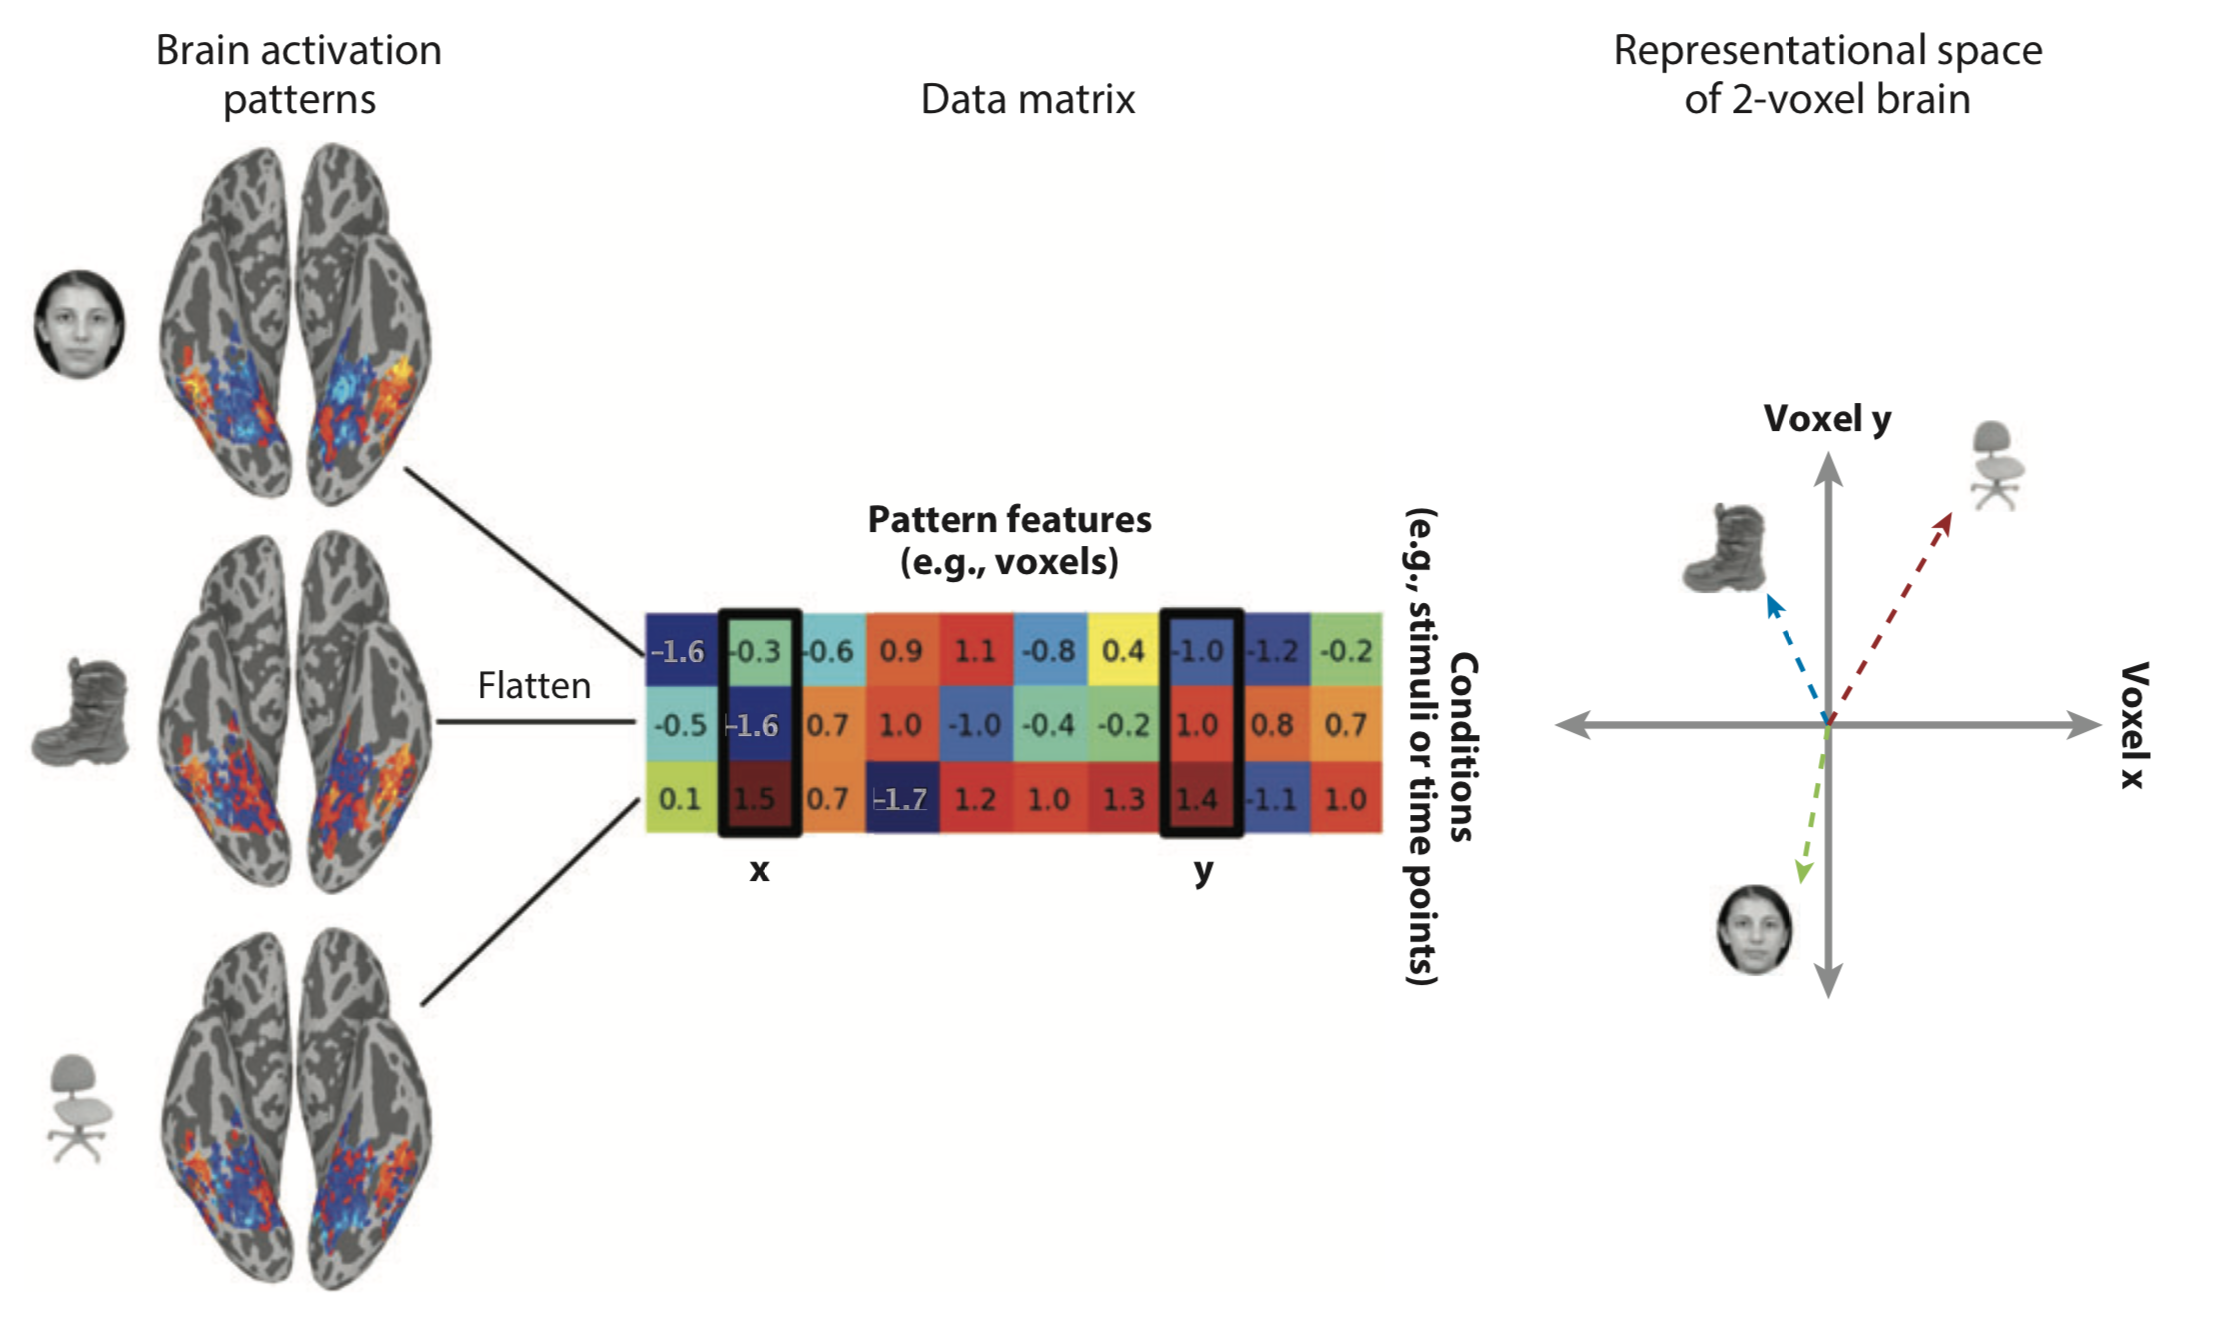 Brain activation
patterns
Data matrix
Representational space
of 2-voxel brain
Flatten
Pattern features
(e.g., voxels)
-1.6 -0.3 -0.6 0.9 1.1 -0.8 0.4 -1.0 -1.2 -0.2
-0.5 -1.6 0.7 1.0 -1.0 -0.4 -0.2 1.0 0.8 0.7
0.1 1.5 0.7 -1.7 1.2 1.0 1.3 1.4 -1.1 1.0
x
y
Conditions
(e.g., stimuli or time points)
Voxel y
Voxel x